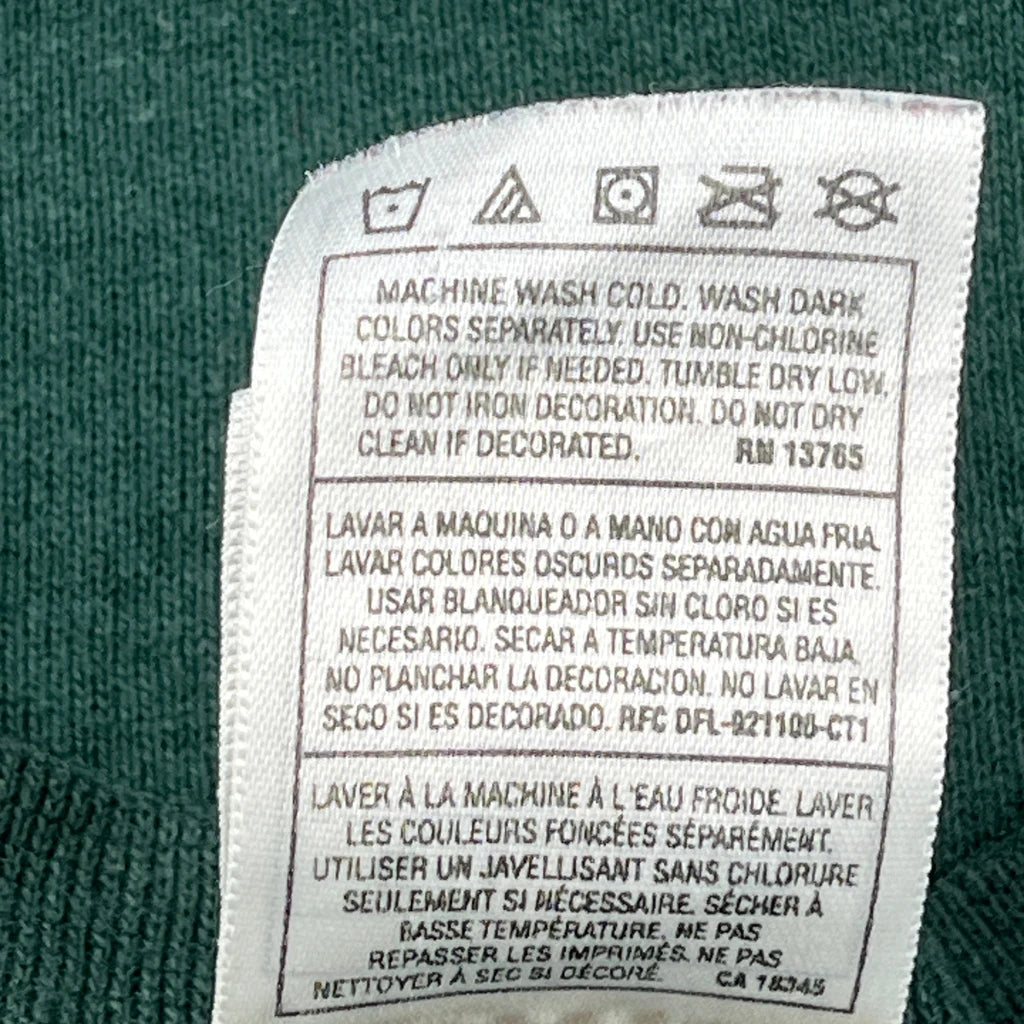 MACHINE WASH COLD. WASH DARK
COLORS SEPARATELY. USE NON-CHLORINE
BLEACH ONLY IF NEEDED. TUMBLE DRY LOW.
DO NOT IRON DECORATION. DO NOT DRY
CLEAN IF DECORATED. RN 13765
LAVAR A MAQUINA O A MANO CON AGUA FRIA.
LAVAR COLORES OSCUROS SEPARADAMENTE.
USAR BLANQUEADOR SIN CLORO SI ES
NECESARIO. SECAR A TEMPERATURA BAJA.
NO PLANCHAR LA DECORACION. NO LAVAR EN
SECO SI ES DECORADO. RFC DFL-921100-CT1
LAVER À LA MACHINE À L'EAU FROIDE. LAVER
LES COULEURS FONCÉES SÉPARÉMENT.
UTILISER UN JAVELLISANT SANS CHLORURE
SEULEMENT SI NÉCESSAIRE. SÉCHER À
BASSE TEMPÉRATURE. NE PAS
REPASSER LES IMPRIMÉS. NE PAS
NETTOYER À SEC SI DÉCORÉ. CA